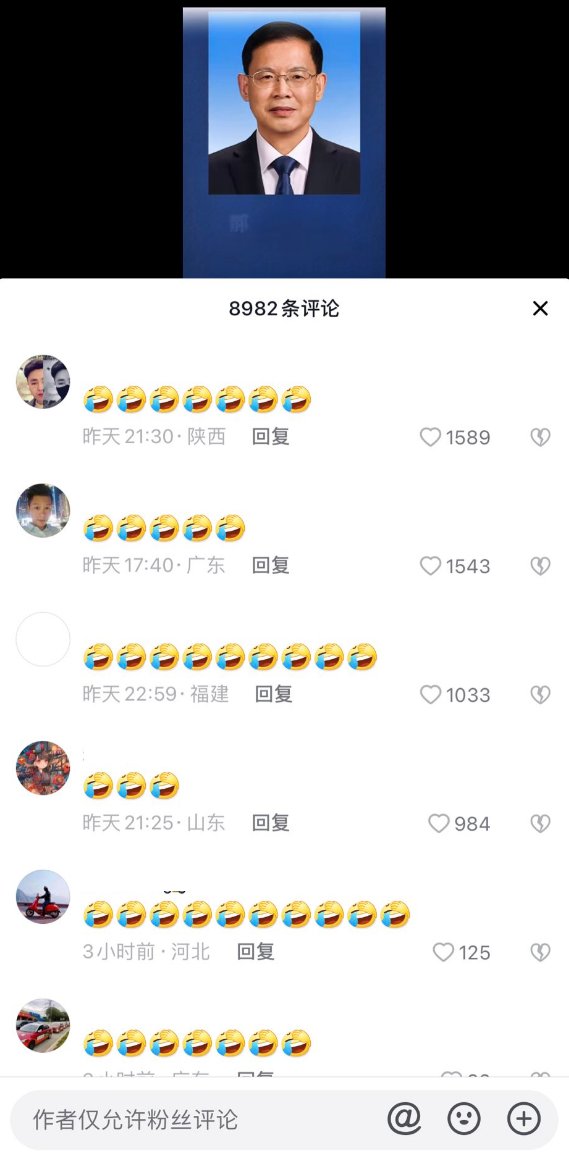 8982条评论
昨天 21:30 · 陕西 回复 1589
昨天 17:40 · 广东 回复 1543
昨天 22:59 · 福建 回复 1033
昨天 21:25 · 山东 回复 984
3小时前 · 河北 回复 125
作者仅允许粉丝评论